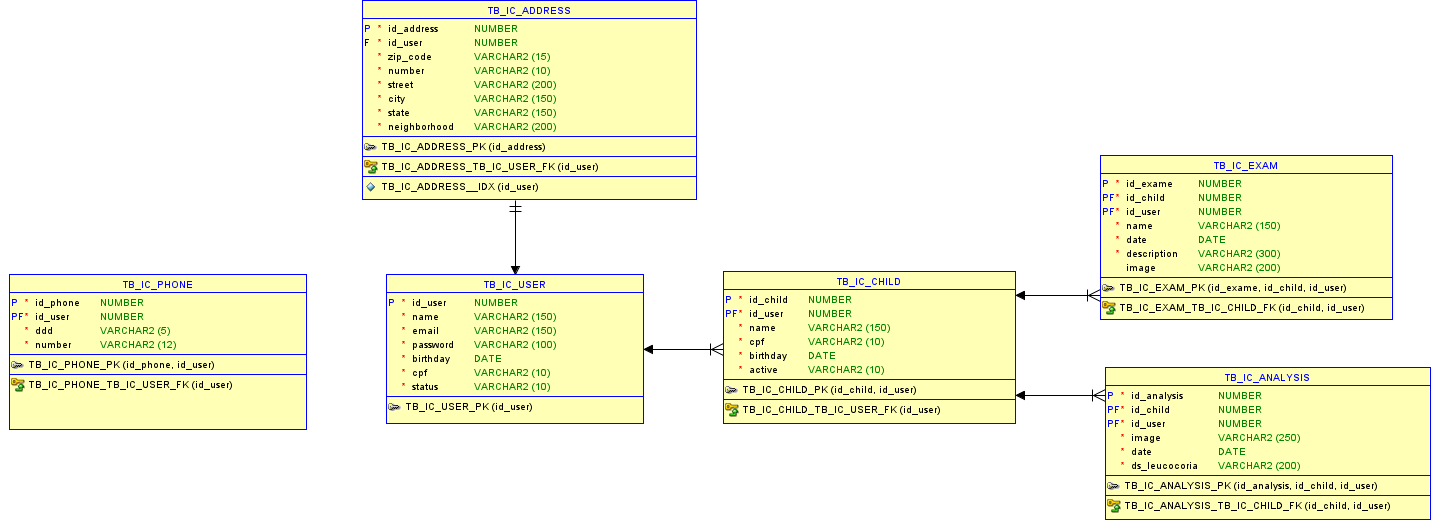 TB_IC_ADDRESS
P * id_address NUMBER
F * id_user NUMBER
* zip_code VARCHAR2 (15)
* number VARCHAR2 (10)
* street VARCHAR2 (200)
* city VARCHAR2 (150)
* state VARCHAR2 (150)
* neighborhood VARCHAR2 (200)
TB_IC_ADDRESS_PK (id_address)
TB_IC_ADDRESS_TB_IC_USER_FK (id_user)
TB_IC_ADDRESS__IDX (id_user)
TB_IC_PHONE
P * id_phone NUMBER
PF* id_user NUMBER
* ddd VARCHAR2 (5)
* number VARCHAR2 (12)
TB_IC_PHONE_PK (id_phone, id_user)
TB_IC_PHONE_TB_IC_USER_FK (id_user)
TB_IC_USER
P * id_user NUMBER
* name VARCHAR2 (150)
* email VARCHAR2 (150)
* password VARCHAR2 (100)
* birthday DATE
* cpf VARCHAR2 (10)
* status VARCHAR2 (10)
TB_IC_USER_PK (id_user)
TB_IC_CHILD
P * id_child NUMBER
PF* id_user NUMBER
* name VARCHAR2 (150)
* cpf VARCHAR2 (10)
* birthday DATE
* active VARCHAR2 (10)
TB_IC_CHILD_PK (id_child, id_user)
TB_IC_CHILD_TB_IC_USER_FK (id_user)
TB_IC_EXAM
P * id_exame NUMBER
PF* id_child NUMBER
PF* id_user NUMBER
* name VARCHAR2 (150)
* date DATE
* description VARCHAR2 (300)
image VARCHAR2 (200)
TB_IC_EXAM_PK (id_exame, id_child, id_user)
TB_IC_EXAM_TB_IC_CHILD_FK (id_child, id_user)
TB_IC_ANALYSIS
P * id_analysis NUMBER
PF* id_child NUMBER
PF* id_user NUMBER
* image VARCHAR2 (250)
* date DATE
* ds_leucocoria VARCHAR2 (200)
TB_IC_ANALYSIS_PK (id_analysis, id_child, id_user)
TB_IC_ANALYSIS_TB_IC_CHILD_FK (id_child, id_user)